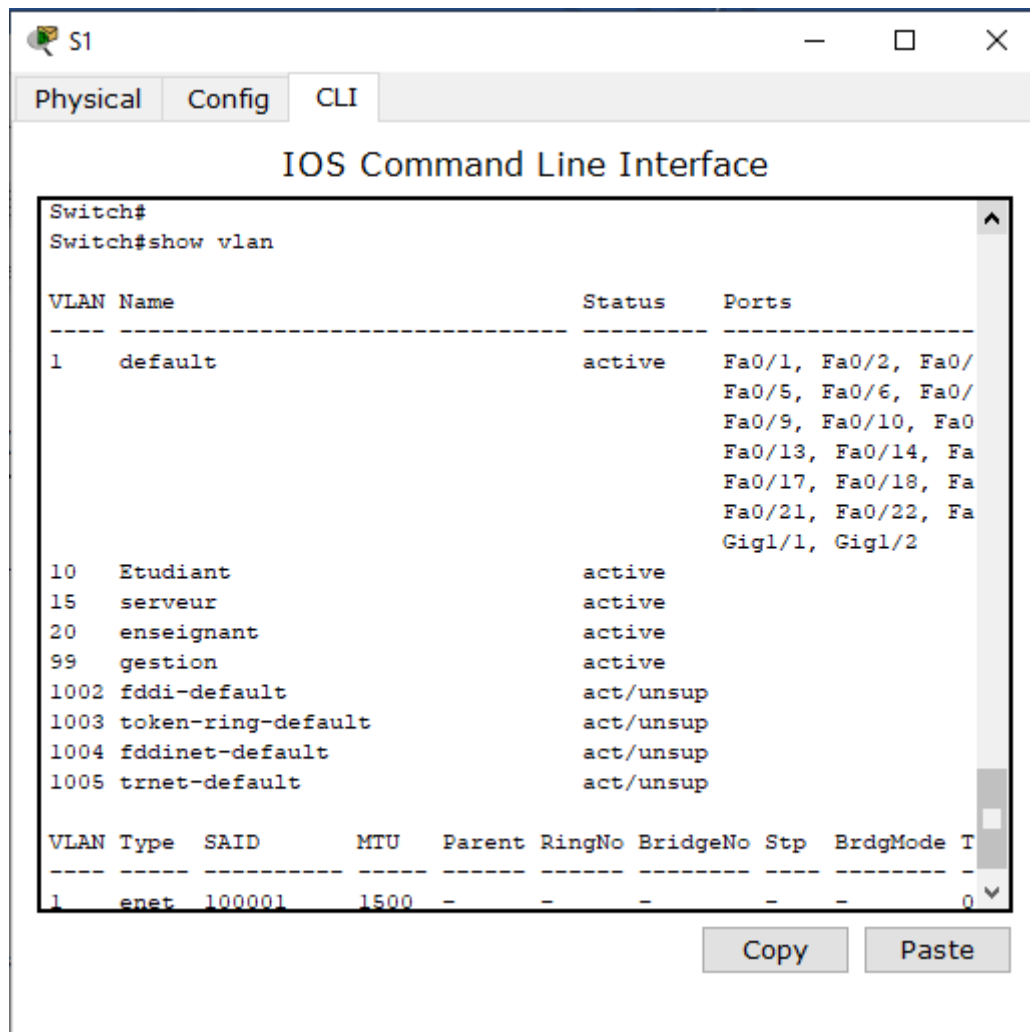 S1
Physical Config CLI
IOS Command Line Interface
Switch#
Switch#show vlan
VLAN Name                             Status    Ports
---- -------------------------------- --------- ------------------
1    default                          active    Fa0/1, Fa0/2, Fa0/
                                                Fa0/5, Fa0/6, Fa0/
                                                Fa0/9, Fa0/10, Fa0
                                                Fa0/13, Fa0/14, Fa
                                                Fa0/17, Fa0/18, Fa
                                                Fa0/21, Fa0/22, Fa
                                                Gig1/1, Gig1/2
10   Etudiant                         active
15   serveur                          active
20   enseignant                       active
99   gestion                          active
1002 fddi-default                     act/unsup
1003 token-ring-default               act/unsup
1004 fddinet-default                  act/unsup
1005 trnet-default                    act/unsup
VLAN Type  SAID       MTU   Parent RingNo BridgeNo Stp  BrdgMode T
---- ----- ---------- ----- ------ ------ -------- ---- -------- -
1    enet  100001     1500  -      -      -        -    -        0
Copy Paste